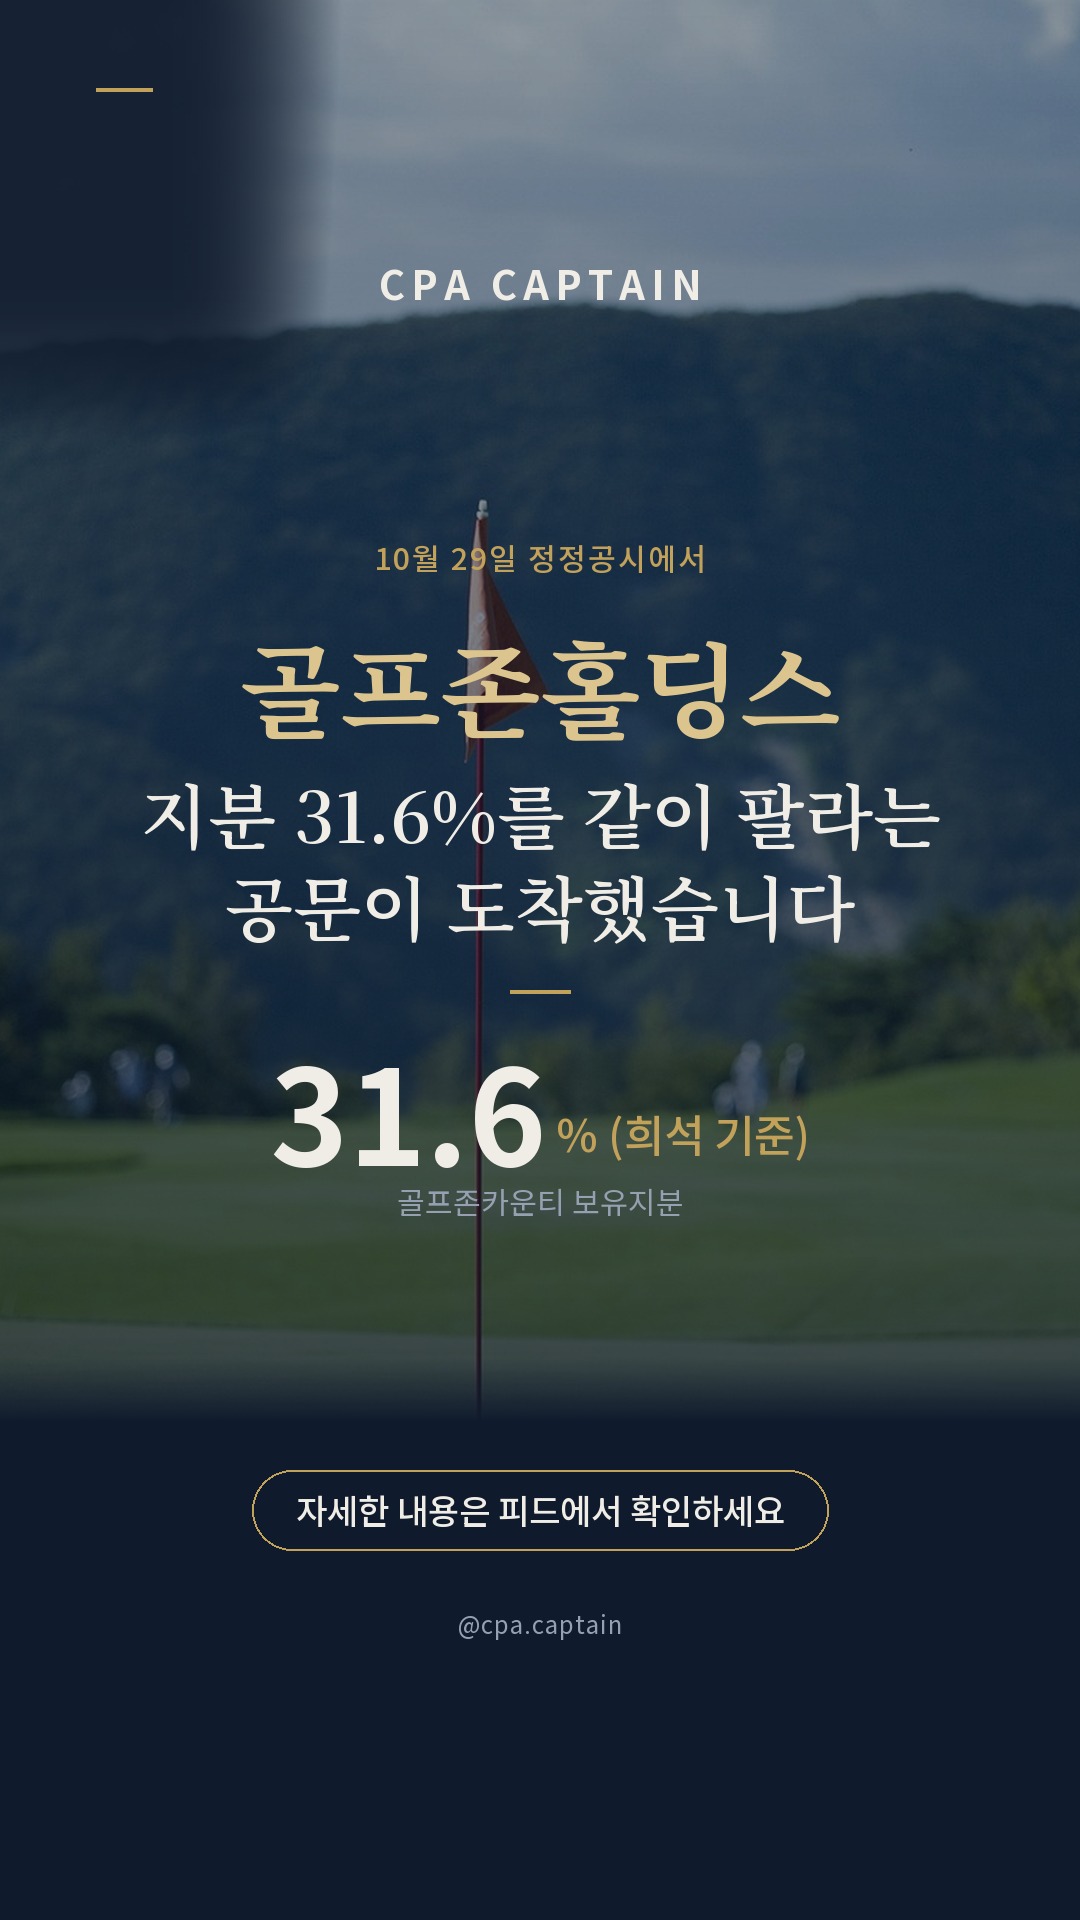 CPA CAPTAIN
10월 29일 정정공시에서
골프존홀딩스
지분 31.6%를 같이 팔라는
공문이 도착했습니다
31.6 % (희석 기준)
골프존카운티 보유지분
자세한 내용은 피드에서 확인하세요
@cpa.captain